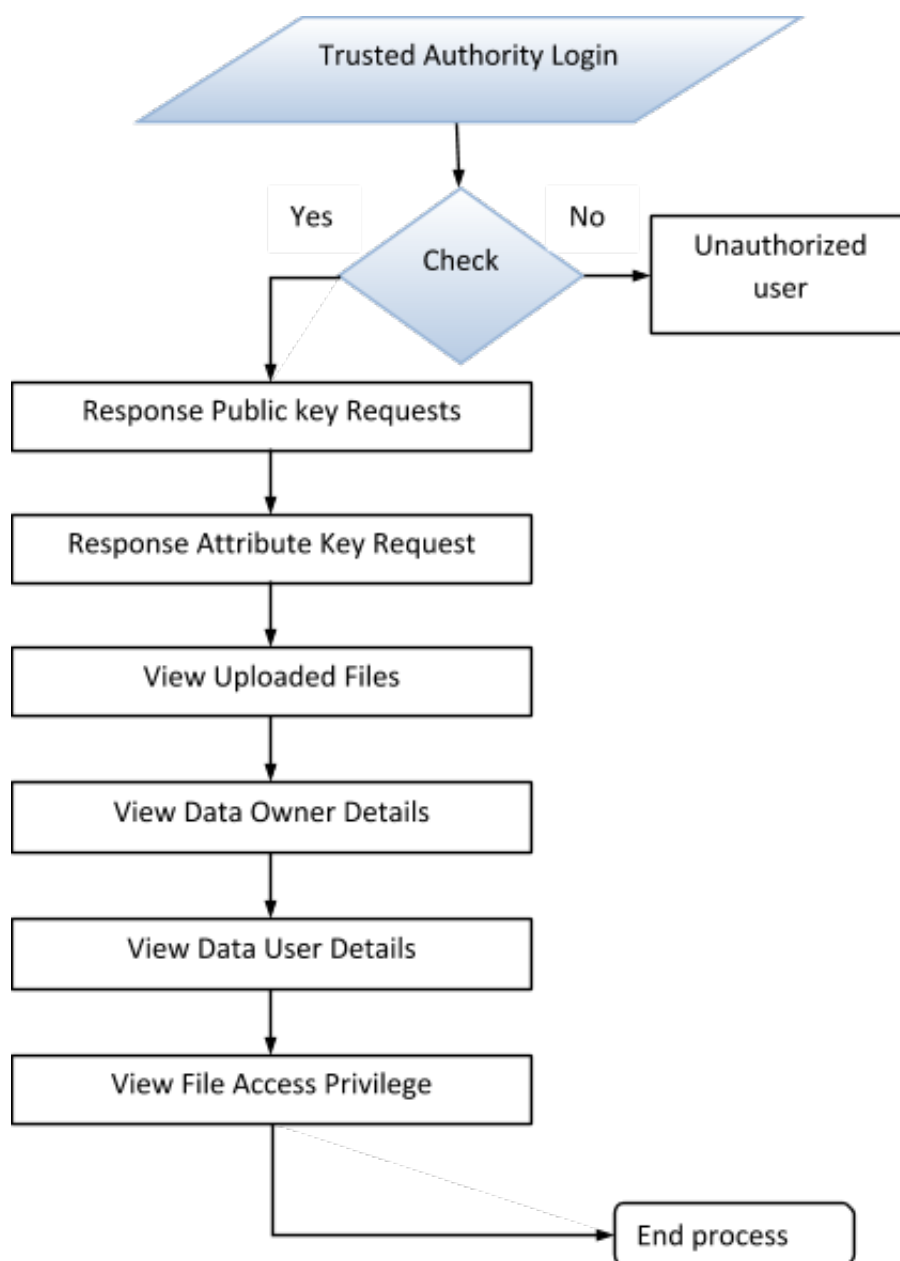 Trusted Authority Login
Yes
No
Check
Unauthorized
user
Response Public key Requests
Response Attribute Key Request
View Uploaded Files
View Data Owner Details
View Data User Details
View File Access Privilege
End process